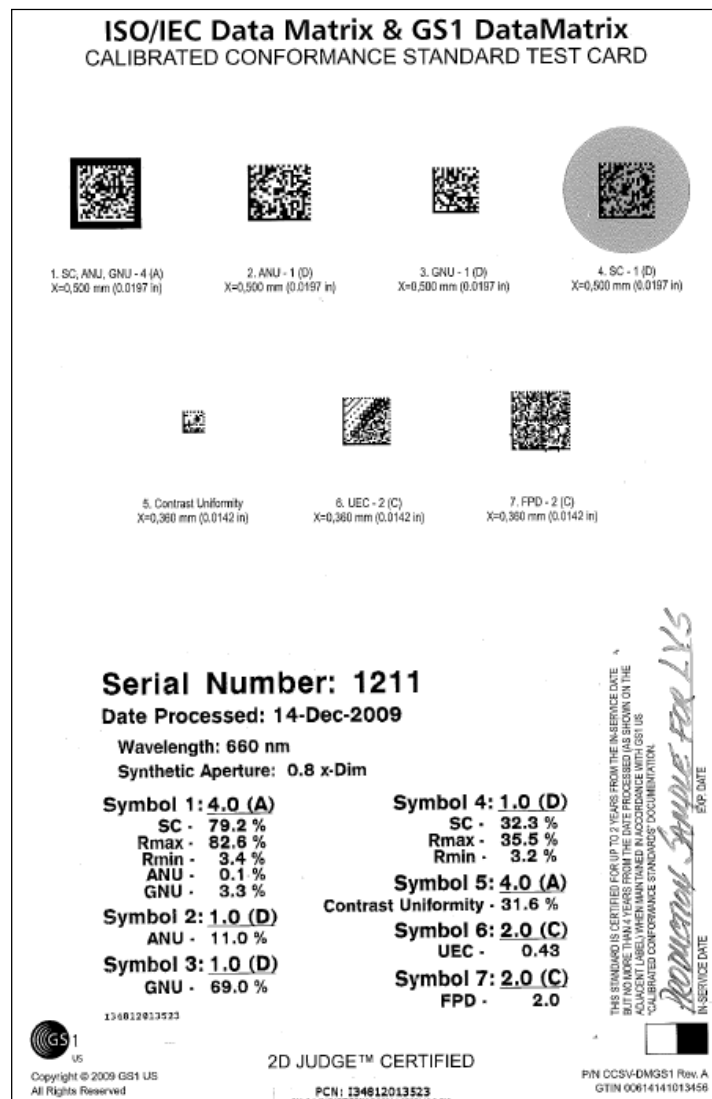 ISO/IEC Data Matrix & GS1 DataMatrix
CALIBRATED CONFORMANCE STANDARD TEST CARD
1. SC, ANU, GNU - 4 (A)
X=0,500 mm (0.0197 in)
2. ANU - 1 (D)
X=0,500 mm (0.0197 in)
3. GNU - 1 (D)
X=0,500 mm (0.0197 in)
4. SC - 1 (D)
X=0,500 mm (0.0197 in)
5. Contrast Uniformity
X=0,360 mm (0.0142 in)
6. UEC - 2 (C)
X=0,360 mm (0.0142 in)
7. FPD - 2 (C)
X=0,360 mm (0.0142 in)
Serial Number: 1211
Date Processed: 14-Dec-2009
Wavelength: 660 nm
Synthetic Aperture: 0.8 x-Dim
Symbol 1: 4.0 (A)
SC - 79.2 %
Rmax - 82.6 %
Rmin - 3.4 %
ANU - 0.1 %
GNU - 3.3 %
Symbol 2: 1.0 (D)
ANU - 11.0 %
Symbol 3: 1.0 (D)
GNU - 69.0 %
134812013523
Symbol 4: 1.0 (D)
SC - 32.3 %
Rmax - 35.5 %
Rmin - 3.2 %
Symbol 5: 4.0 (A)
Contrast Uniformity - 31.6 %
Symbol 6: 2.0 (C)
UEC - 0.43
Symbol 7: 2.0 (C)
FPD - 2.0
THIS STANDARD IS CERTIFIED FOR UP TO 2 YEARS FROM THE IN-SERVICE DATE
BUT NO MORE THAN 4 YEARS FROM THE DATE PROCESSED (AS SHOWN ON THE
ADJACENT LABEL) WHEN MAINTAINED IN ACCORDANCE WITH GS1 US
"CALIBRATED CONFORMANCE STANDARDS" DOCUMENTATION.
PRODUCTION SAMPLE FOR LVS
IN-SERVICE DATE EXP. DATE
GS1
US
Copyright © 2009 GS1 US
All Rights Reserved
2D JUDGE™ CERTIFIED
PCN: I34812013523
P/N CCSV-DMGS1 Rev. A
GTIN 00614141013456